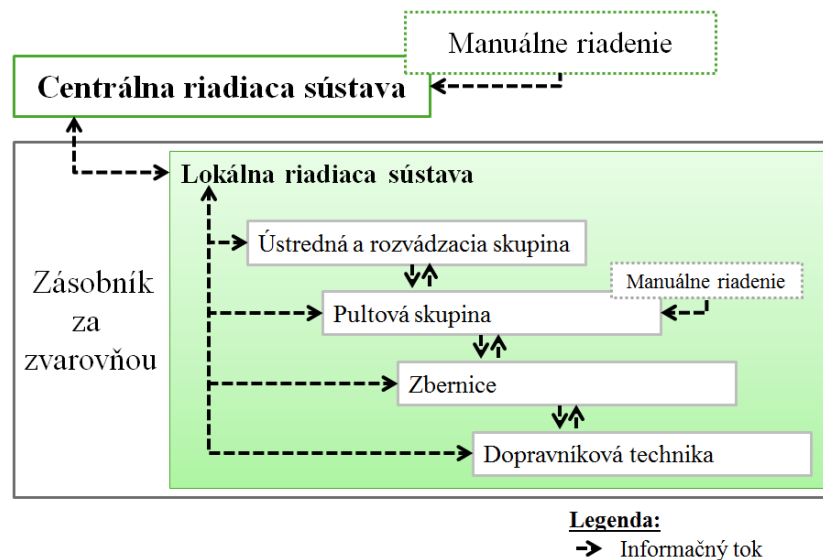 Manuálne riadenie
Centrálna riadiaca sústava
Lokálna riadiaca sústava
Ústredná a rozvádzacia skupina
Zásobník
za
zvarovňou
Manuálne riadenie
Pultová skupina
Zbernice
Dopravníková technika
Legenda:
Informačný tok